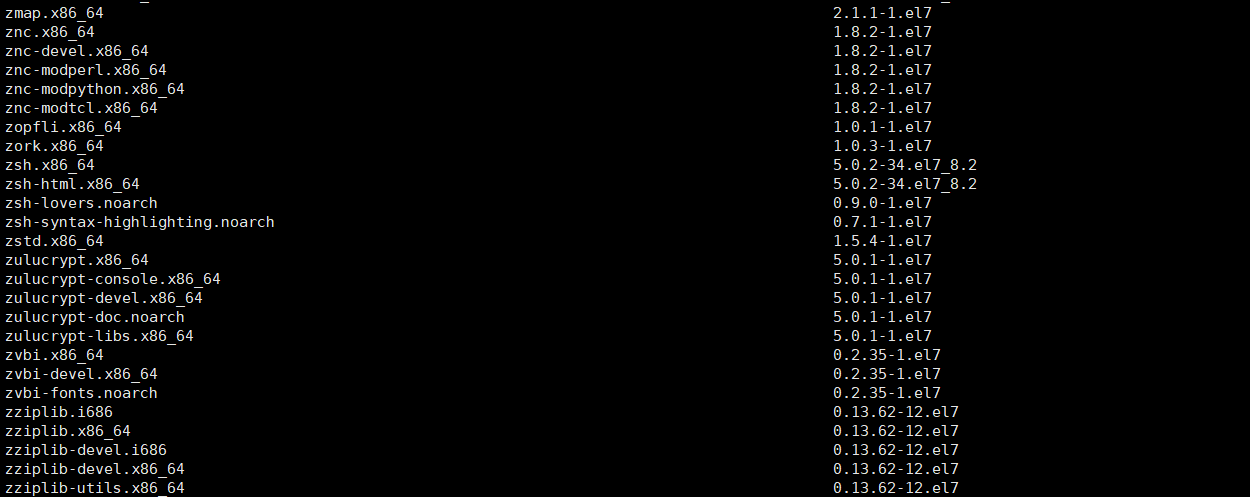 zmap.x86_64 2.1.1-1.el7
znc.x86_64 1.8.2-1.el7
znc-devel.x86_64 1.8.2-1.el7
znc-modperl.x86_64 1.8.2-1.el7
znc-modpython.x86_64 1.8.2-1.el7
znc-modtcl.x86_64 1.8.2-1.el7
zopfli.x86_64 1.0.1-1.el7
zork.x86_64 1.0.3-1.el7
zsh.x86_64 5.0.2-34.el7_8.2
zsh-html.x86_64 5.0.2-34.el7_8.2
zsh-lovers.noarch 0.9.0-1.el7
zsh-syntax-highlighting.noarch 0.7.1-1.el7
zstd.x86_64 1.5.4-1.el7
zulucrypt.x86_64 5.0.1-1.el7
zulucrypt-console.x86_64 5.0.1-1.el7
zulucrypt-devel.x86_64 5.0.1-1.el7
zulucrypt-doc.noarch 5.0.1-1.el7
zulucrypt-libs.x86_64 5.0.1-1.el7
zvbi.x86_64 0.2.35-1.el7
zvbi-devel.x86_64 0.2.35-1.el7
zvbi-fonts.noarch 0.2.35-1.el7
zziplib.i686 0.13.62-12.el7
zziplib.x86_64 0.13.62-12.el7
zziplib-devel.i686 0.13.62-12.el7
zziplib-devel.x86_64 0.13.62-12.el7
zziplib-utils.x86_64 0.13.62-12.el7